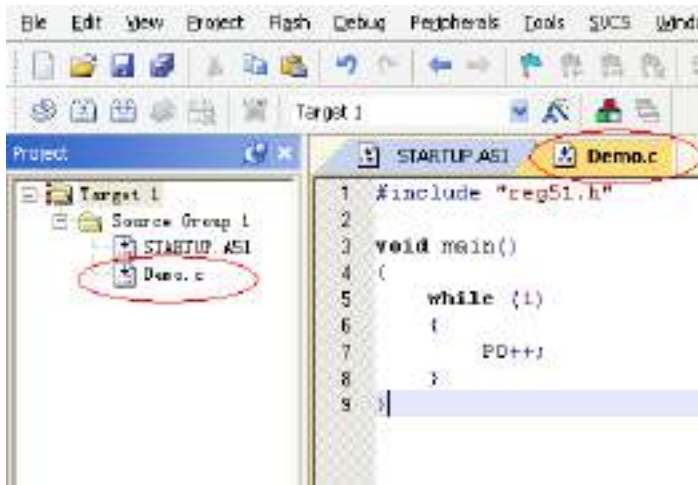 File Edit View Project Flash Debug Peripherals Tools SVCS
Target 1
Project
STARTUP.A51 Demo.c
Target 1
Source Group 1
STARTUP.A51
Demo.c
1 #include "reg51.h"
2
3 void main()
4 {
5 while (1)
6 {
7 P0++;
8 }
9 }